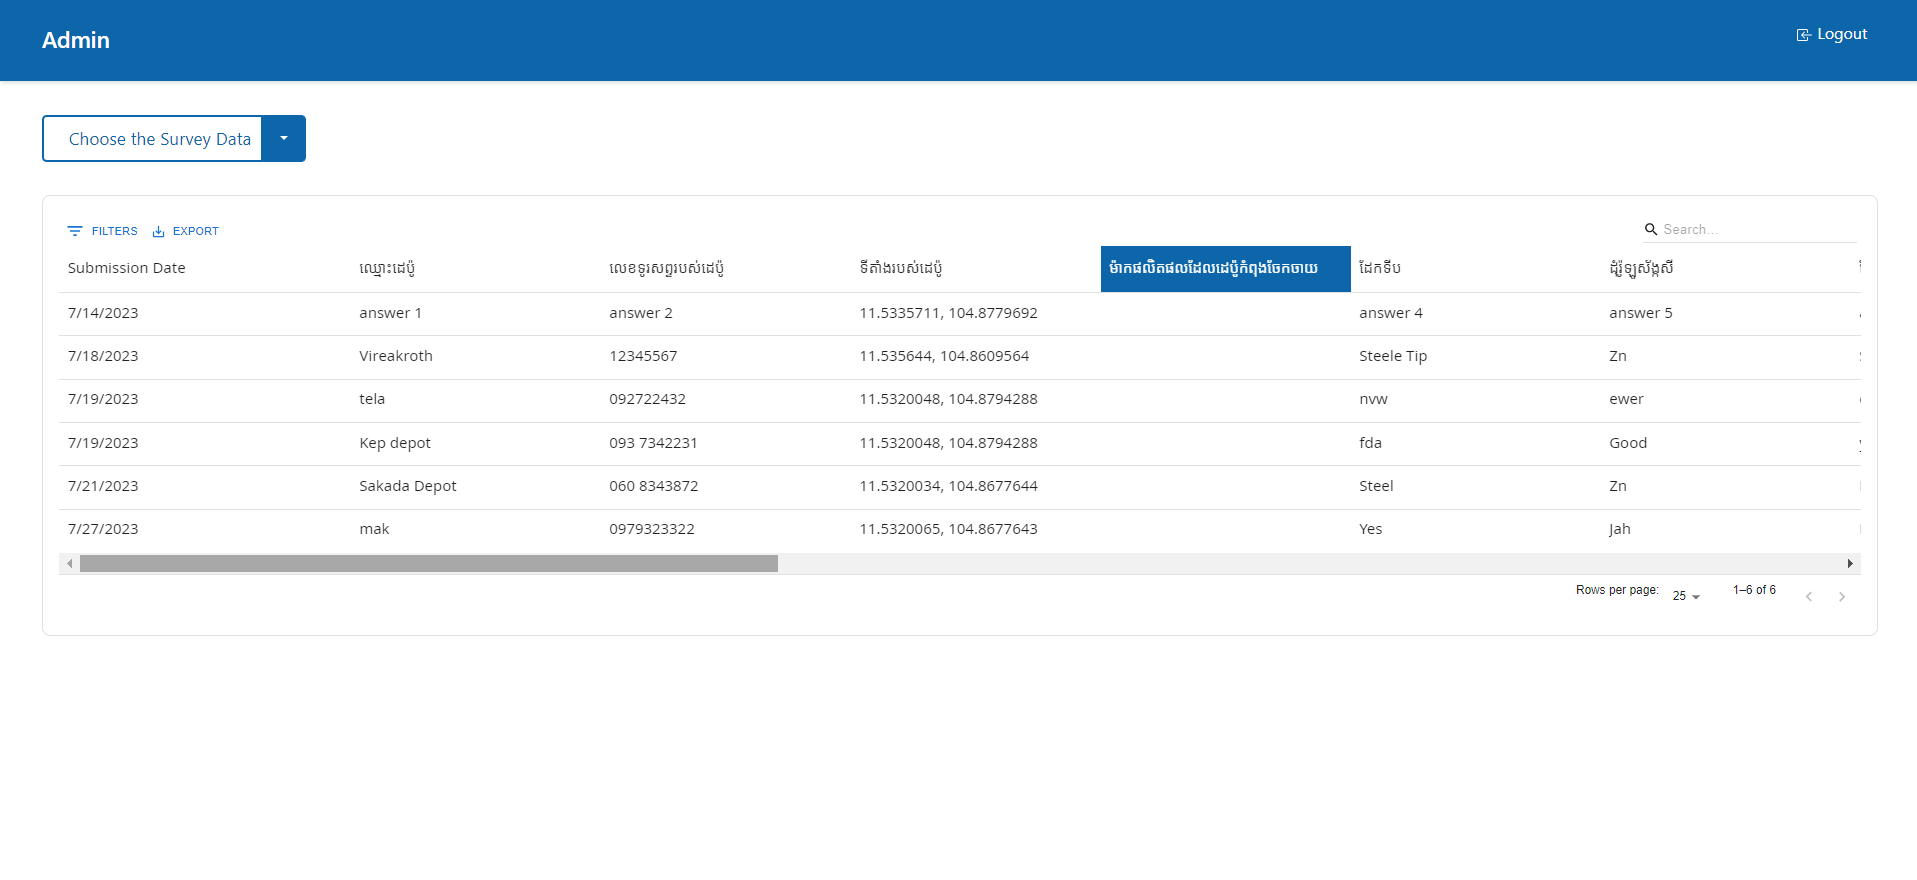 Admin
Logout
Choose the Survey Data
FILTERS EXPORT
Search...
Submission Date ឈ្មោះដេប៉ូ លេខទូរសព្ទរបស់ដេប៉ូ ទីតាំងរបស់ដេប៉ូ ម៉ាកផលិតផលដែលដេប៉ូកំពុងចែកចាយ ដែកទីប ដុំរ៉ូឡូស័ង្កសី
7/14/2023 answer 1 answer 2 11.5335711, 104.8779692 answer 4 answer 5
7/18/2023 Vireakroth 12345567 11.535644, 104.8609564 Steele Tip Zn
7/19/2023 tela 092722432 11.5320048, 104.8794288 nvw ewer
7/19/2023 Kep depot 093 7342231 11.5320048, 104.8794288 fda Good
7/21/2023 Sakada Depot 060 8343872 11.5320034, 104.8677644 Steel Zn
7/27/2023 mak 0979323322 11.5320065, 104.8677643 Yes Jah
Rows per page: 25 1–6 of 6